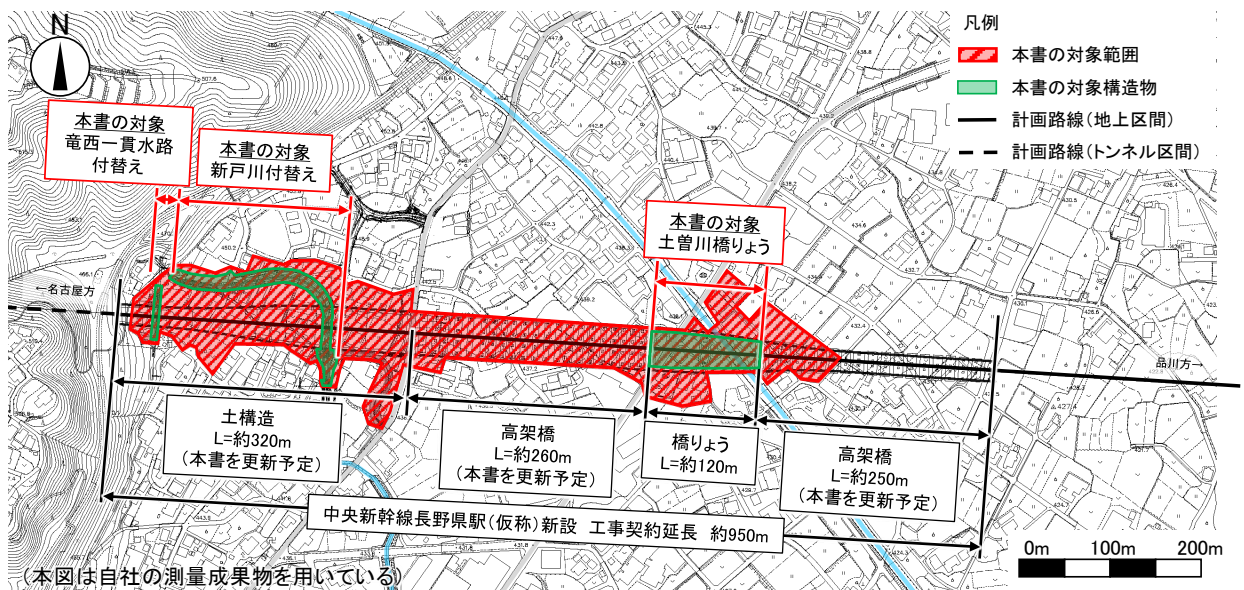 N
凡例
本書の対象範囲
本書の対象構造物
計画路線(地上区間)
計画路線(トンネル区間)
本書の対象
竜西一貫水路
付替え
本書の対象
新戸川付替え
本書の対象
土曽川橋りょう
←名古屋方
品川方→
土構造
L=約320m
(本書を更新予定)
高架橋
L=約260m
(本書を更新予定)
橋りょう
L=約120m
高架橋
L=約250m
(本書を更新予定)
中央新幹線長野県駅(仮称)新設 工事契約延長 約950m
0m 100m 200m
(本図は自社の測量成果物を用いている)